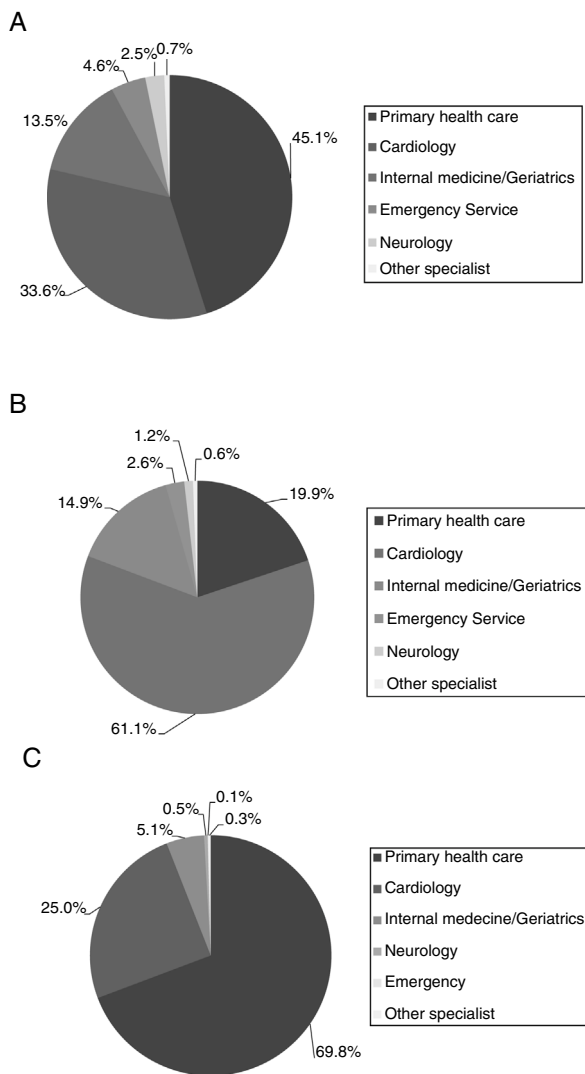 A
2.5%
0.7%
4.6%
13.5%
45.1%
33.6%
Primary health care
Cardiology
Internal medicine/Geriatrics
Emergency Service
Neurology
Other specialist
B
1.2%
0.6%
2.6%
19.9%
14.9%
61.1%
Primary health care
Cardiology
Internal medicine/Geriatrics
Emergency Service
Neurology
Other specialist
C
0.1%
0.5%
0.3%
5.1%
25.0%
69.8%
Primary health care
Cardiology
Internal medecine/Geriatrics
Neurology
Emergency
Other specialist